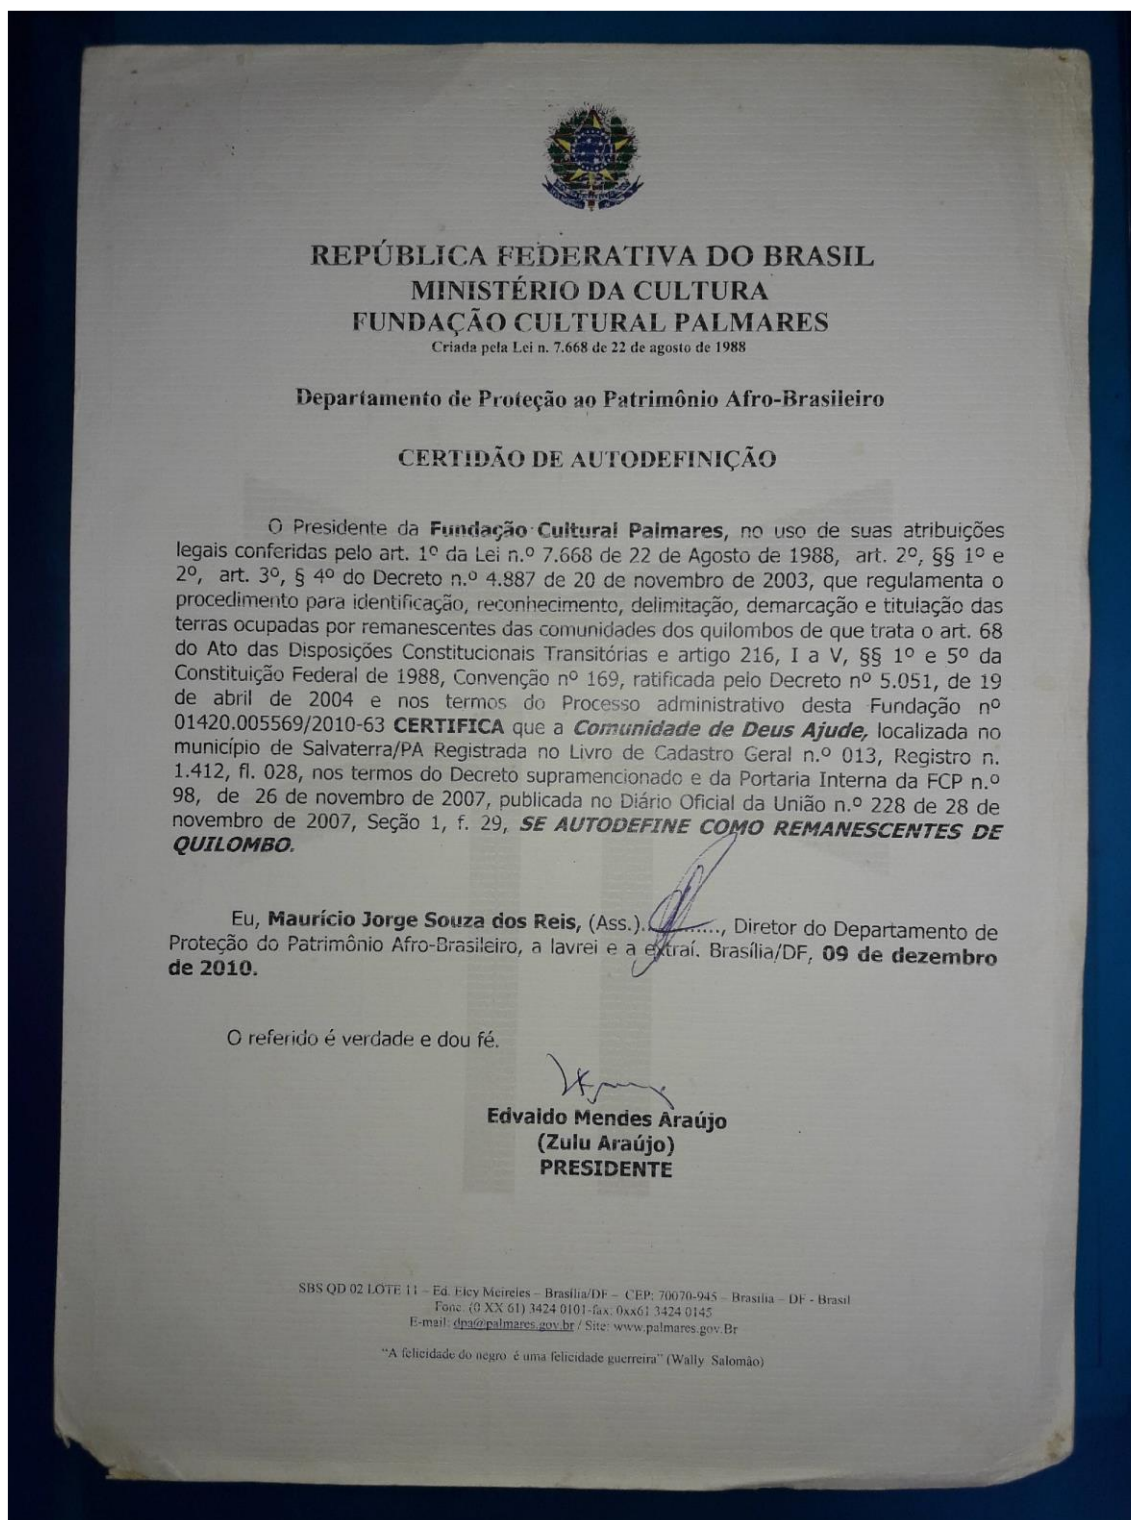 REPÚBLICA FEDERATIVA DO BRASIL
MINISTÉRIO DA CULTURA
FUNDAÇÃO CULTURAL PALMARES
Criada pela Lei n. 7.668 de 22 de agosto de 1988
Departamento de Proteção ao Patrimônio Afro-Brasileiro
CERTIDÃO DE AUTODEFINIÇÃO
O Presidente da Fundação Cultural Palmares, no uso de suas atribuições
legais conferidas pelo art. 1º da Lei n.º 7.668 de 22 de Agosto de 1988, art. 2º, §§ 1º e
2º, art. 3º, § 4º do Decreto n.º 4.887 de 20 de novembro de 2003, que regulamenta o
procedimento para identificação, reconhecimento, delimitação, demarcação e titulação das
terras ocupadas por remanescentes das comunidades dos quilombos de que trata o art. 68
do Ato das Disposições Constitucionais Transitórias e artigo 216, I a V, §§ 1º e 5º da
Constituição Federal de 1988, Convenção nº 169, ratificada pelo Decreto nº 5.051, de 19
de abril de 2004 e nos termos do Processo administrativo desta Fundação nº
01420.005569/2010-63 CERTIFICA que a Comunidade de Deus Ajude, localizada no
município de Salvaterra/PA Registrada no Livro de Cadastro Geral n.º 013, Registro n.
1.412, fl. 028, nos termos do Decreto supramencionado e da Portaria Interna da FCP n.º
98, de 26 de novembro de 2007, publicada no Diário Oficial da União n.º 228 de 28 de
novembro de 2007, Seção 1, f. 29, SE AUTODEFINE COMO REMANESCENTES DE
QUILOMBO.
Eu, Maurício Jorge Souza dos Reis, (Ass.)..........., Diretor do Departamento de
Proteção do Patrimônio Afro-Brasileiro, a lavrei e a extraí. Brasília/DF, 09 de dezembro
de 2010.
O referido é verdade e dou fé.
Edvaldo Mendes Araújo
(Zulu Araújo)
PRESIDENTE
SBS QD 02 LOTE 11 – Ed. Elcy Meireles – Brasília/DF – CEP: 70070-945 – Brasília – DF - Brasil
Fone: (0 XX 61) 3424 0101-fax: 0xx61 3424 0145
E-mail: dpa@palmares.gov.br / Site: www.palmares.gov.Br
"A felicidade do negro é uma felicidade guerreira" (Wally Salomão)